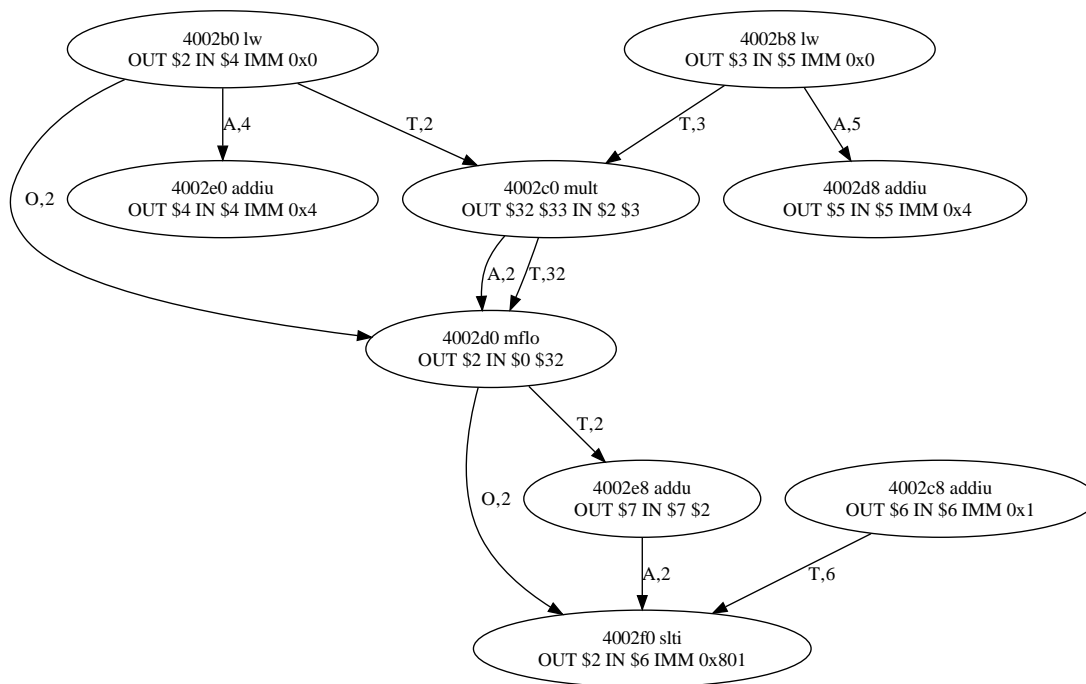 4002b0 lw
OUT $2 IN $4 IMM 0x0
4002b8 lw
OUT $3 IN $5 IMM 0x0
A,4
T,2
T,3
A,5
O,2
4002e0 addiu
OUT $4 IN $4 IMM 0x4
4002c0 mult
OUT $32 $33 IN $2 $3
4002d8 addiu
OUT $5 IN $5 IMM 0x4
A,2
T,32
4002d0 mflo
OUT $2 IN $0 $32
T,2
O,2
4002e8 addu
OUT $7 IN $7 $2
4002c8 addiu
OUT $6 IN $6 IMM 0x1
A,2
T,6
4002f0 slti
OUT $2 IN $6 IMM 0x801